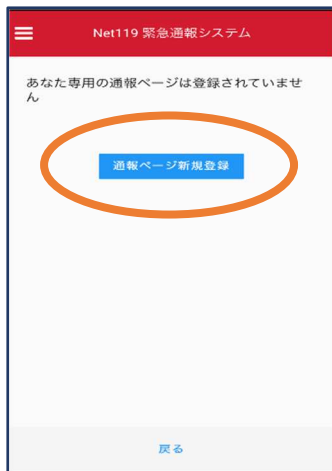 Net119 緊急通報システム
あなた専用の通報ページは登録されていませ
ん
通報ページ新規登録
戻る